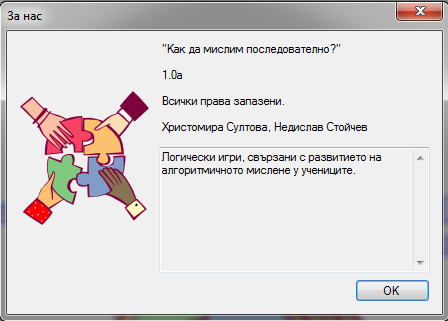 За нас
"Как да мислим последователно?"
1.0a
Всички права запазени.
Христомира Султова, Недислав Стойчев
Логически игри, свързани с развитието на
алгоритмичното мислене у учениците.
OK